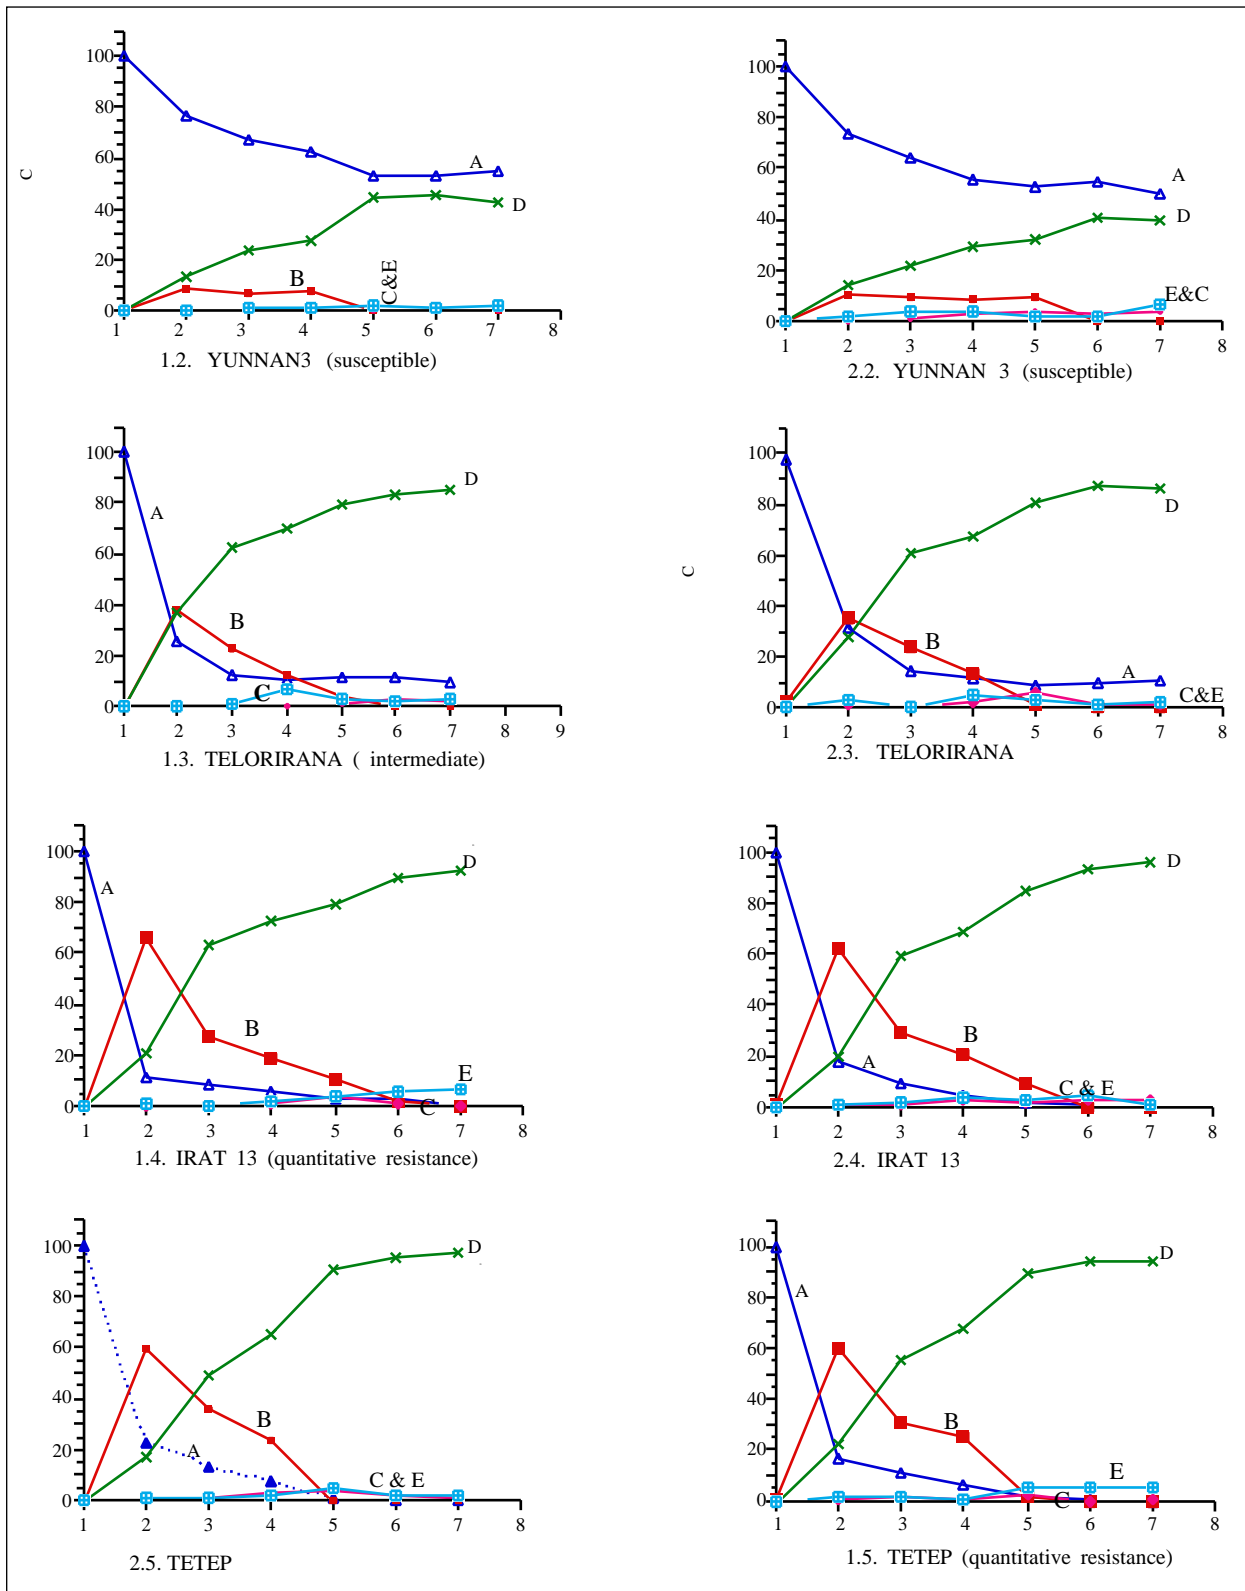 100
80
60
40
20
0
C
A
D
B
C&E
1 2 3 4 5 6 7 8
1.2. YUNNAN3 (susceptible)
100
80
60
40
20
0
A
D
E&C
1 2 3 4 5 6 7 8
2.2. YUNNAN 3 (susceptible)
100
80
60
40
20
0
A
D
B
C
1 2 3 4 5 6 7 8 9
1.3. TELORIRANA ( intermediate)
C
100
80
60
40
20
0
D
B
A
C&E
1 2 3 4 5 6 7 8
2.3. TELORIRANA
100
80
60
40
20
0
A
D
B
E
C
1 2 3 4 5 6 7 8
1.4. IRAT 13 (quantitative resistance)
100
80
60
40
20
0
D
B
A
C & E
1 2 3 4 5 6 7 8
2.4. IRAT 13
100
80
60
40
20
0
D
B
A
C & E
1 2 3 4 5 6 7 8
2.5. TETEP
100
80
60
40
20
0
A
D
B
E
C
1 2 3 4 5 6 7 8
1.5. TETEP (quantitative resistance)